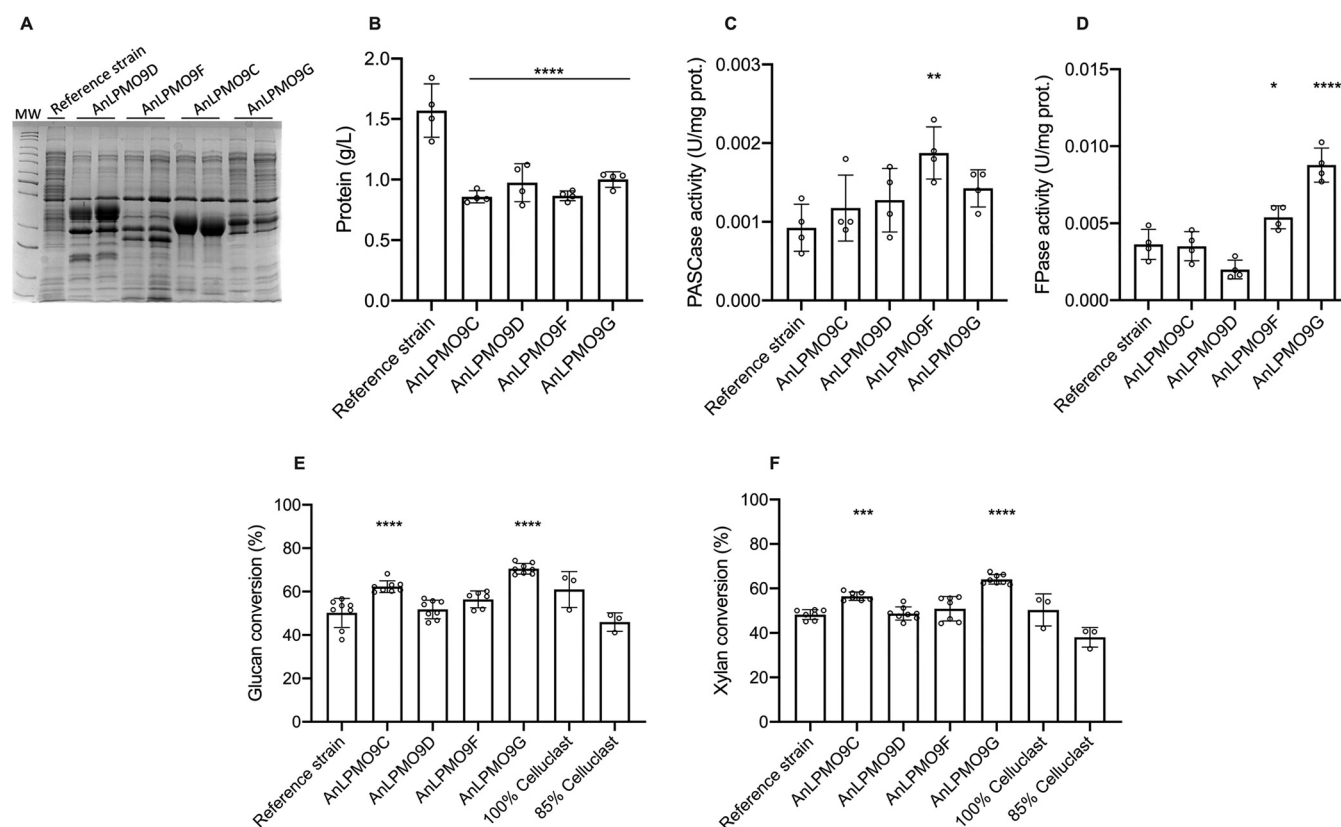 A
MW
Reference strain
AnLPMO9D
AnLPMO9F
AnLPMO9C
AnLPMO9G
B
****
Protein (g/L)
2.0
1.5
1.0
0.5
0.0
Reference strain
AnLPMO9C
AnLPMO9D
AnLPMO9F
AnLPMO9G
C
**
PASCase activity (U/mg prot.)
0.003
0.002
0.001
0.000
Reference strain
AnLPMO9C
AnLPMO9D
AnLPMO9F
AnLPMO9G
D
* ****
FPase activity (U/mg prot.)
0.015
0.010
0.005
0.000
Reference strain
AnLPMO9C
AnLPMO9D
AnLPMO9F
AnLPMO9G
E
**** ****
Glucan conversion (%)
100
80
60
40
20
0
Reference strain
AnLPMO9C
AnLPMO9D
AnLPMO9F
AnLPMO9G
100% Celluclast
85% Celluclast
F
*** ****
Xylan conversion (%)
100
80
60
40
20
0
Reference strain
AnLPMO9C
AnLPMO9D
AnLPMO9F
AnLPMO9G
100% Celluclast
85% Celluclast